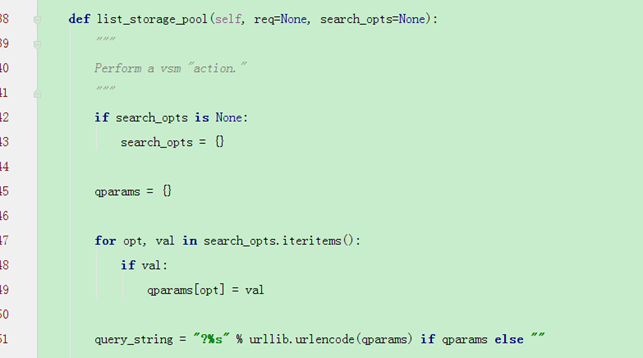 38 def list_storage_pool(self, req=None, search_opts=None):
39 """
40 Perform a vsm "action."
41 """
42 if search_opts is None:
43 search_opts = {}
44
45 qparams = {}
46
47 for opt, val in search_opts.iteritems():
48 if val:
49 qparams[opt] = val
50
51 query_string = "?%s" % urllib.urlencode(qparams) if qparams else ""